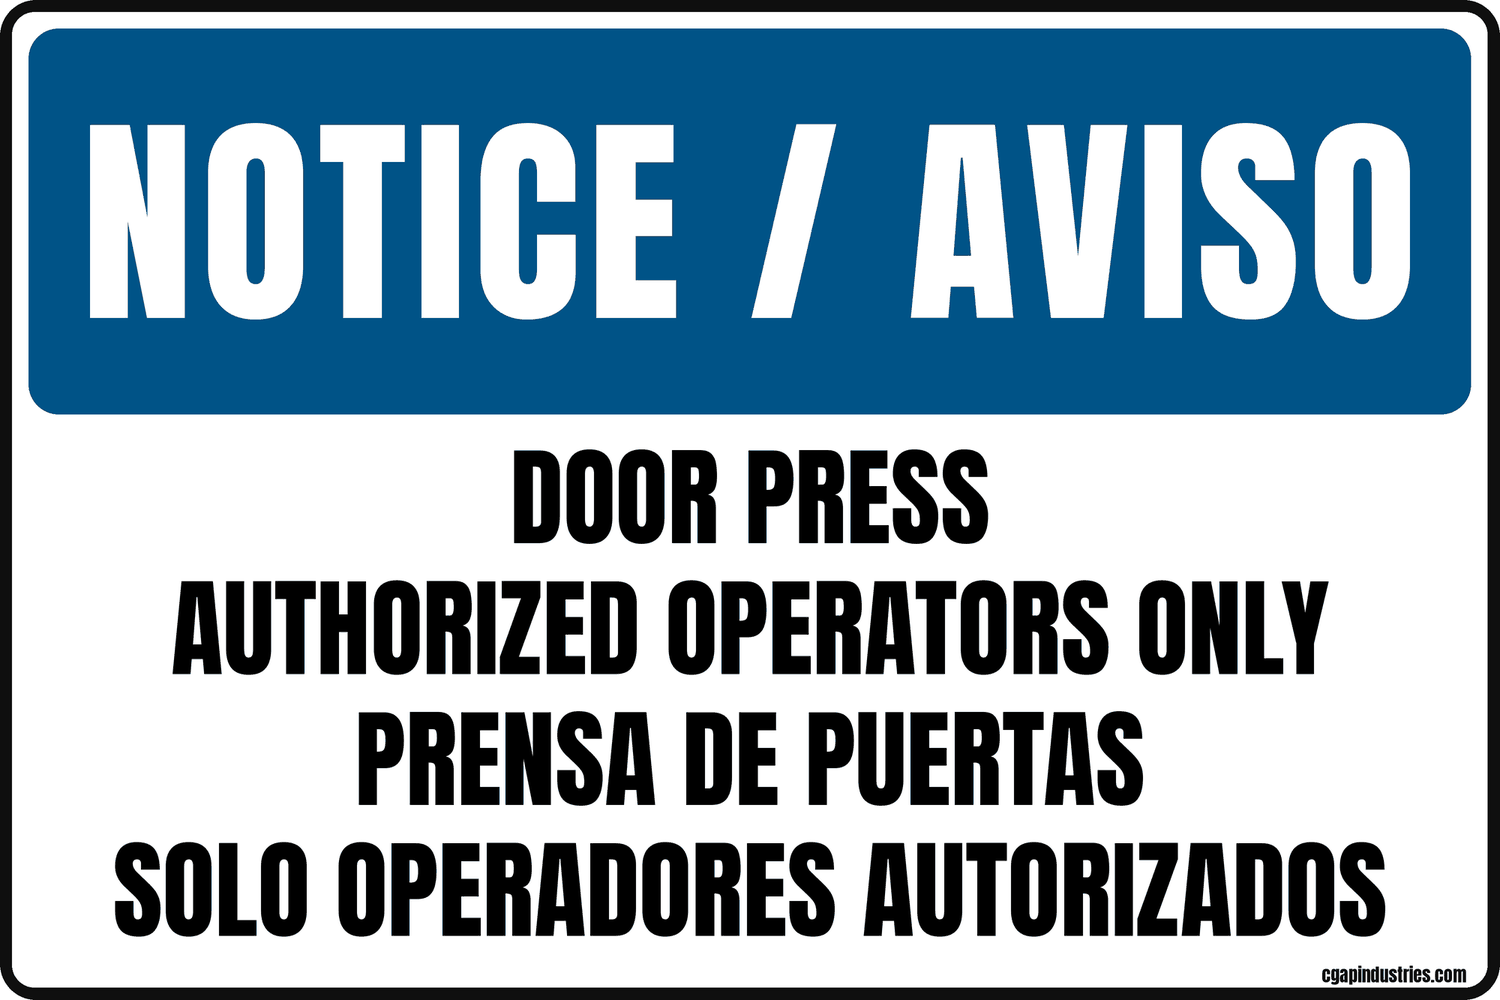 NOTICE / AVISO
DOOR PRESS
AUTHORIZED OPERATORS ONLY
PRENSA DE PUERTAS
SOLO OPERADORES AUTORIZADOS
cgapindustries.com